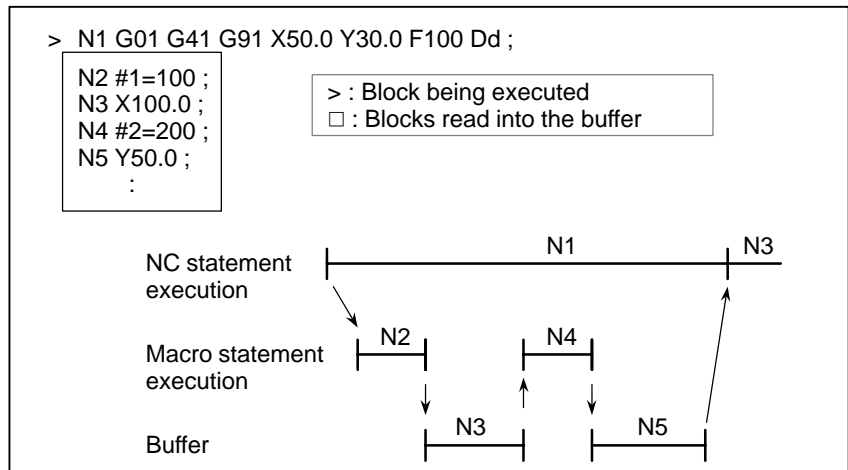 > N1 G01 G41 G91 X50.0 Y30.0 F100 Dd ;
N2 #1=100 ;
N3 X100.0 ;
N4 #2=200 ;
N5 Y50.0 ;
:
> : Block being executed
□ : Blocks read into the buffer
N1 N3
NC statement
execution
N2 N4
Macro statement
execution
N3 N5
Buffer